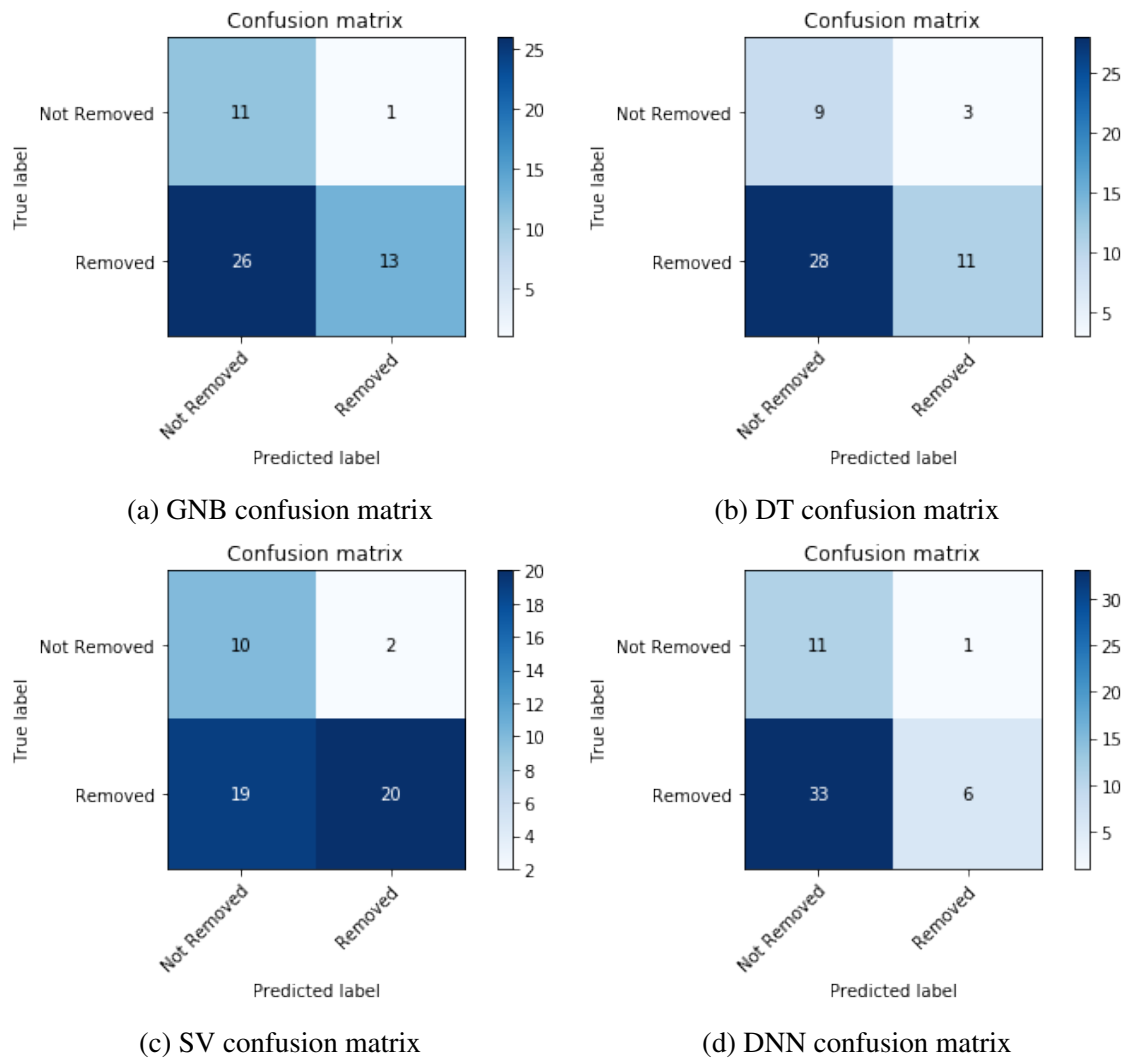 Confusion matrix
Not Removed
Removed
True label
11
1
26
13
Not Removed
Removed
Predicted label
25
20
15
10
5
(a) GNB confusion matrix
Confusion matrix
Not Removed
Removed
True label
9
3
28
11
Not Removed
Removed
Predicted label
25
20
15
10
5
(b) DT confusion matrix
Confusion matrix
Not Removed
Removed
True label
10
2
19
20
Not Removed
Removed
Predicted label
20
18
16
14
12
10
8
6
4
2
(c) SV confusion matrix
Confusion matrix
Not Removed
Removed
True label
11
1
33
6
Not Removed
Removed
Predicted label
30
25
20
15
10
5
(d) DNN confusion matrix